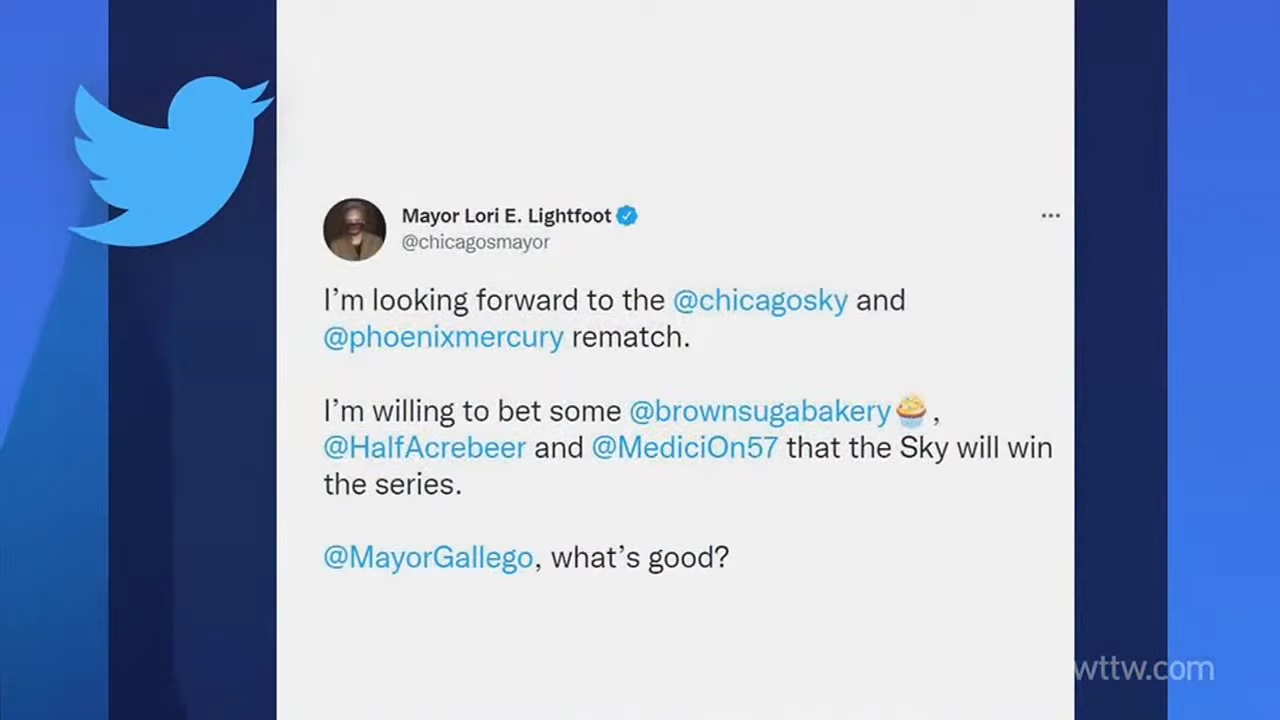 Mayor Lori E. Lightfoot
@chicagosmayor
I’m looking forward to the @chicagosky and
@phoenixmercury rematch.
I’m willing to bet some @brownsugabakery🧁,
@HalfAcrebeer and @MediciOn57 that the Sky will win
the series.
@MayorGallego, what’s good?
wttw.com